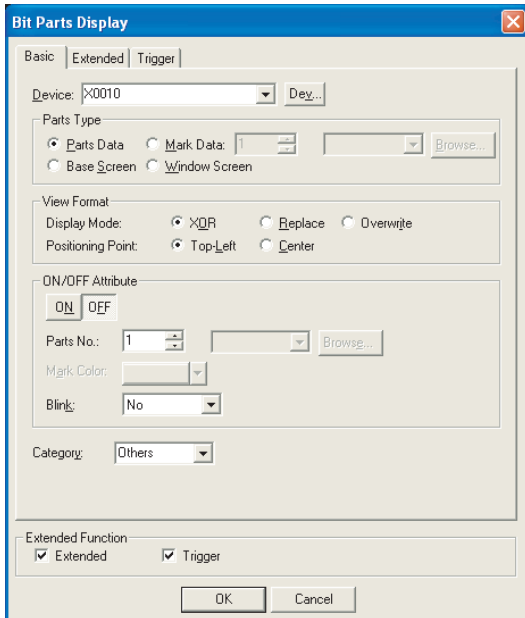 Bit Parts Display
Basic Extended Trigger
Device: X0010 Dev...
Parts Type
Parts Data Mark Data: 1 Browse...
Base Screen Window Screen
View Format
Display Mode: XOR Replace Overwrite
Positioning Point: Top-Left Center
ON/OFF Attribute
ON OFF
Parts No.: 1 Browse...
Mark Color:
Blink: No
Category: Others
Extended Function
Extended Trigger
OK Cancel